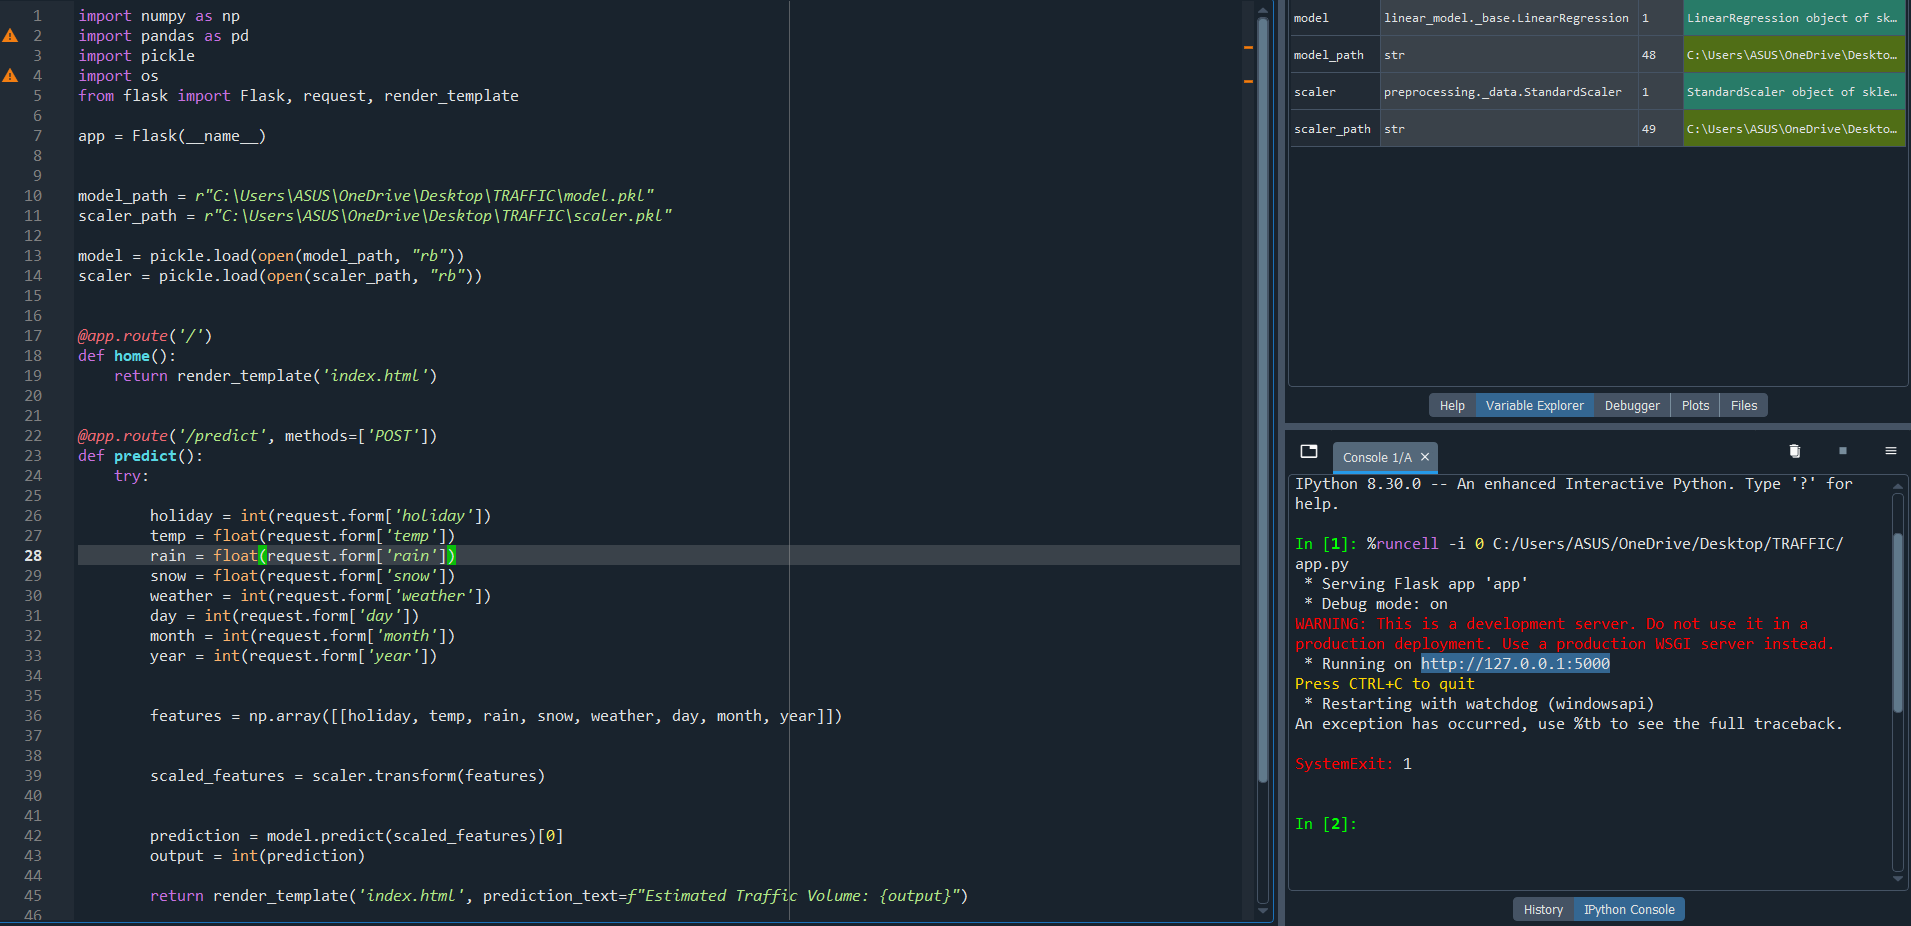 1 import numpy as np
2 import pandas as pd
3 import pickle
4 import os
5 from flask import Flask, request, render_template
6
7 app = Flask(__name__)
8
9
10 model_path = r"C:\Users\ASUS\OneDrive\Desktop\TRAFFIC\model.pkl"
11 scaler_path = r"C:\Users\ASUS\OneDrive\Desktop\TRAFFIC\scaler.pkl"
12
13 model = pickle.load(open(model_path, "rb"))
14 scaler = pickle.load(open(scaler_path, "rb"))
15
16
17 @app.route('/')
18 def home():
19     return render_template('index.html')
20
21
22 @app.route('/predict', methods=['POST'])
23 def predict():
24     try:
25
26         holiday = int(request.form['holiday'])
27         temp = float(request.form['temp'])
28         rain = float(request.form['rain'])
29         snow = float(request.form['snow'])
30         weather = int(request.form['weather'])
31         day = int(request.form['day'])
32         month = int(request.form['month'])
33         year = int(request.form['year'])
34
35
36         features = np.array([[holiday, temp, rain, snow, weather, day, month, year]])
37
38
39         scaled_features = scaler.transform(features)
40
41
42         prediction = model.predict(scaled_features)[0]
43         output = int(prediction)
44
45         return render_template('index.html', prediction_text=f"Estimated Traffic Volume: {output}")
46
model linear_model._base.LinearRegression 1 LinearRegression object of sk…
model_path str 48 C:\Users\ASUS\OneDrive\Deskto…
scaler preprocessing._data.StandardScaler 1 StandardScaler object of skle…
scaler_path str 49 C:\Users\ASUS\OneDrive\Deskto…
Help Variable Explorer Debugger Plots Files
Console 1/A
IPython 8.30.0 -- An enhanced Interactive Python. Type '?' for
help.
In [1]: %runcell -i 0 C:/Users/ASUS/OneDrive/Desktop/TRAFFIC/
app.py
 * Serving Flask app 'app'
 * Debug mode: on
WARNING: This is a development server. Do not use it in a
production deployment. Use a production WSGI server instead.
 * Running on http://127.0.0.1:5000
Press CTRL+C to quit
 * Restarting with watchdog (windowsapi)
An exception has occurred, use %tb to see the full traceback.
SystemExit: 1
In [2]:
History IPython Console